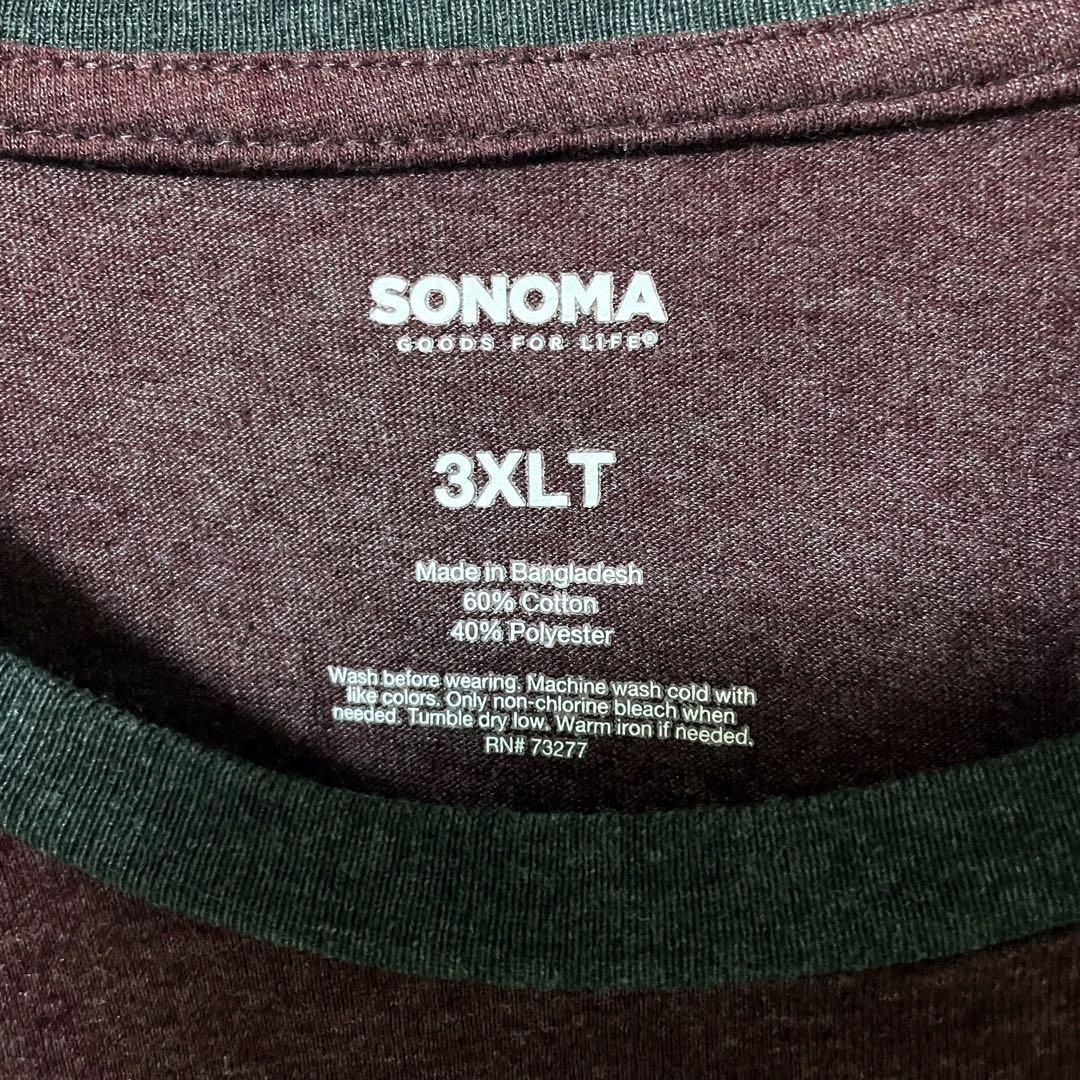 SONOMA
GOODS FOR LIFE®
3XLT
Made in Bangladesh
60% Cotton
40% Polyester
Wash before wearing. Machine wash cold with
like colors. Only non-chlorine bleach when
needed. Tumble dry low. Warm iron if needed.
RN# 73277